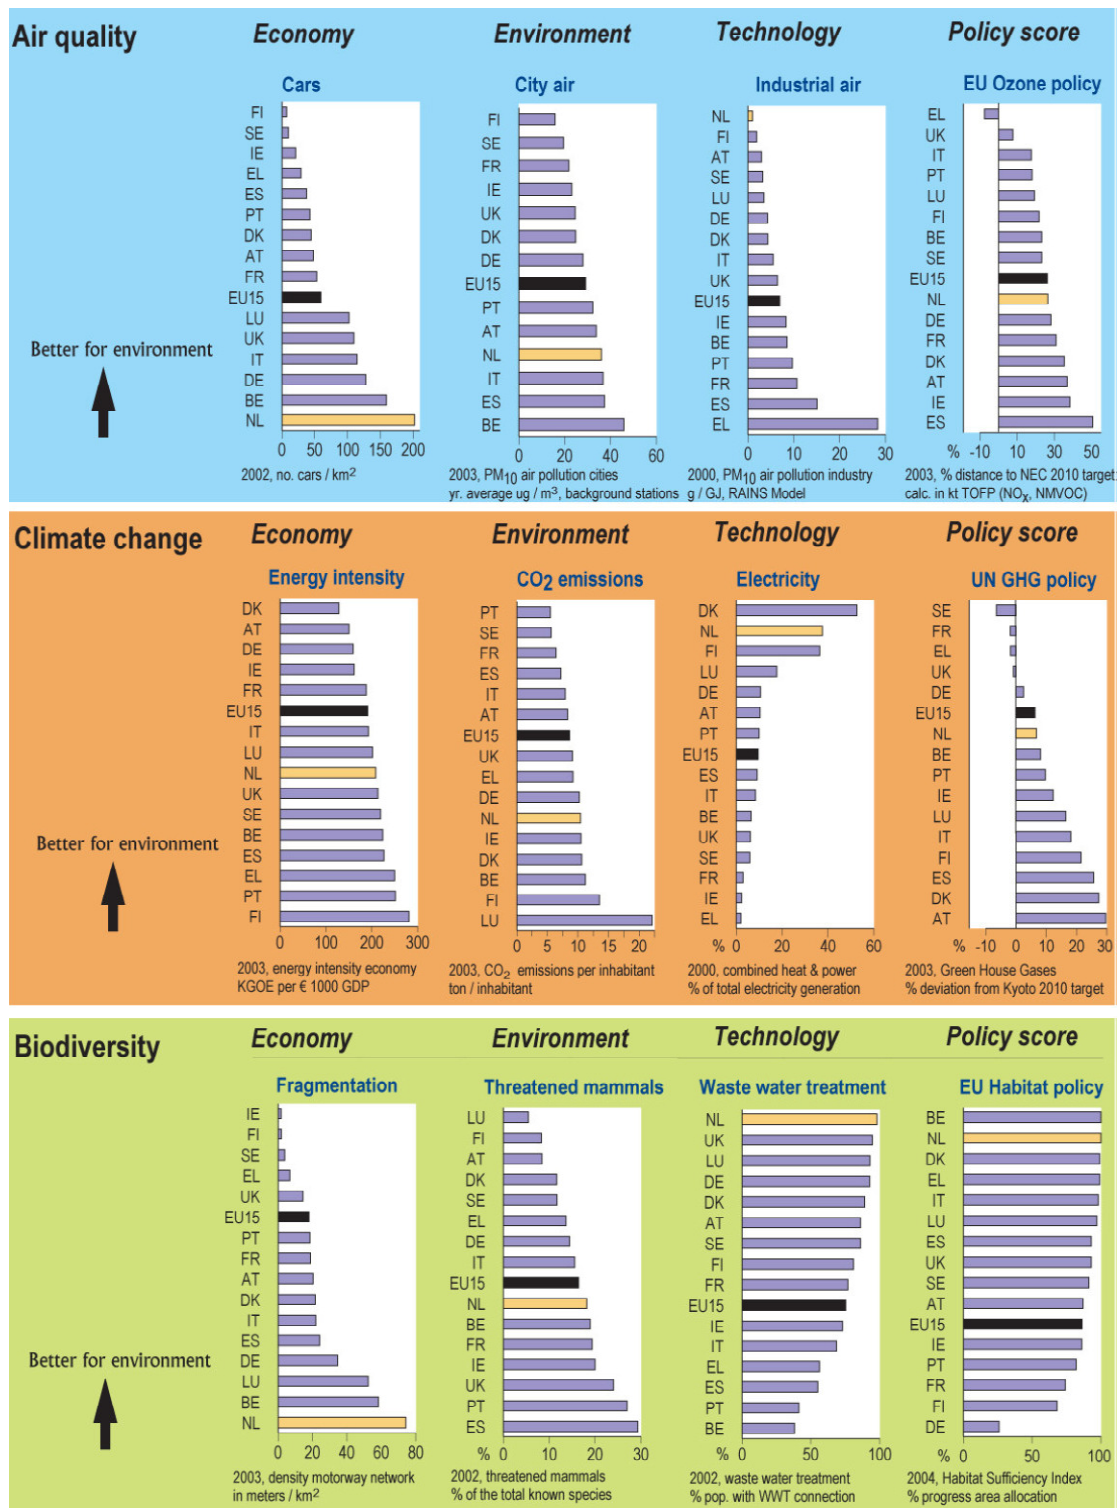 Air quality
Economy
Environment
Technology
Policy score
Cars
FI
SE
IE
EL
ES
PT
DK
AT
FR
EU15
LU
UK
IT
DE
BE
NL
0 50 100 150 200
2002, no. cars / km²
City air
FI
SE
FR
IE
UK
DK
DE
EU15
PT
AT
NL
IT
ES
BE
0 20 40 60
2003, PM₁₀ air pollution cities
yr. average ug / m³, background stations
Industrial air
NL
FI
AT
SE
LU
DE
DK
IT
UK
EU15
IE
BE
PT
FR
ES
EL
0 10 20 30
2000, PM₁₀ air pollution industry
g / GJ, RAINS Model
EU Ozone policy
EL
UK
IT
PT
LU
FI
BE
SE
EU15
NL
DE
FR
DK
AT
IE
ES
% -10 10 30 50
2003, % distance to NEC 2010 target:
calc. in kt TOFP (NOₓ, NMVOC)
Better for environment
Climate change
Economy
Environment
Technology
Policy score
Energy intensity
DK
AT
DE
IE
FR
EU15
IT
LU
NL
UK
SE
BE
ES
EL
PT
FI
0 100 200 300
2003, energy intensity economy
KGOE per € 1000 GDP
CO₂ emissions
PT
SE
FR
ES
IT
AT
EU15
UK
EL
DE
NL
IE
DK
BE
FI
LU
0 5 10 15 20
2003, CO₂ emissions per inhabitant
ton / inhabitant
Electricity
DK
NL
FI
LU
DE
AT
PT
EU15
ES
IT
BE
UK
SE
FR
IE
EL
% 0 20 40 60
2000, combined heat & power
% of total electricity generation
UN GHG policy
SE
FR
EL
UK
DE
EU15
NL
BE
PT
IE
LU
IT
FI
ES
DK
AT
% -10 0 10 20 30
2003, Green House Gases
% deviation from Kyoto 2010 target
Better for environment
Biodiversity
Economy
Environment
Technology
Policy score
Fragmentation
IE
FI
SE
EL
UK
EU15
PT
FR
AT
DK
IT
ES
DE
LU
BE
NL
0 20 40 60 80
2003, density motorway network
in meters / km²
Threatened mammals
LU
FI
AT
DK
SE
EL
DE
IT
EU15
NL
BE
FR
IE
UK
PT
ES
% 0 10 20 30
2002, threatened mammals
% of the total known species
Waste water treatment
NL
UK
LU
DE
DK
AT
SE
FI
FR
EU15
IE
IT
EL
ES
PT
BE
% 0 50 100
2002, waste water treatment
% pop. with WWT connection
EU Habitat policy
BE
NL
DK
EL
IT
LU
ES
UK
SE
AT
EU15
IE
PT
FR
FI
DE
% 0 50 100
2004, Habitat Sufficiency Index
% progress area allocation
Better for environment